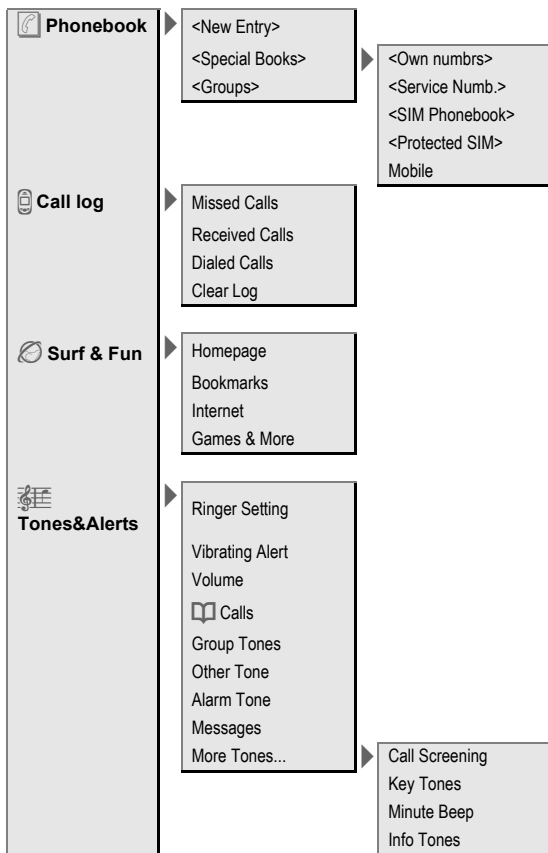 Phonebook
<New Entry>
<Special Books>
<Groups>
<Own numbrs>
<Service Numb.>
<SIM Phonebook>
<Protected SIM>
Mobile
Call log
Missed Calls
Received Calls
Dialed Calls
Clear Log
Surf & Fun
Homepage
Bookmarks
Internet
Games & More
Tones&Alerts
Ringer Setting
Vibrating Alert
Volume
Calls
Group Tones
Other Tone
Alarm Tone
Messages
More Tones...
Call Screening
Key Tones
Minute Beep
Info Tones